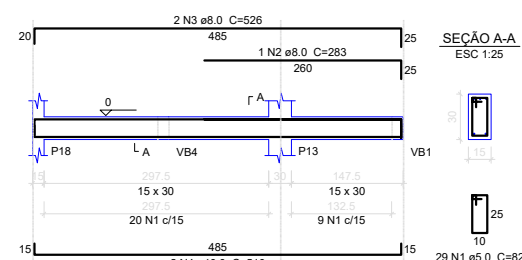 2 N3 ø8.0 C=526
20 485 25
SEÇÃO A-A
ESC 1:25
1 N2 ø8.0 C=283
260 25
0 A
A
P18 VB4 P13 VB1
30
15
15 297.5 30 147.5
15 x 30 15 x 30
297.5 132.5
20 N1 c/15 9 N1 c/15
25
10
15 485 15
29 N1 ø5.0 C=82